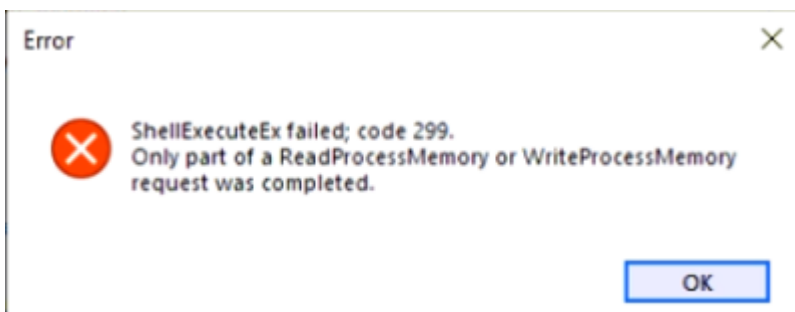 Error
ShellExecuteEx failed; code 299.
Only part of a ReadProcessMemory or WriteProcessMemory
request was completed.
OK